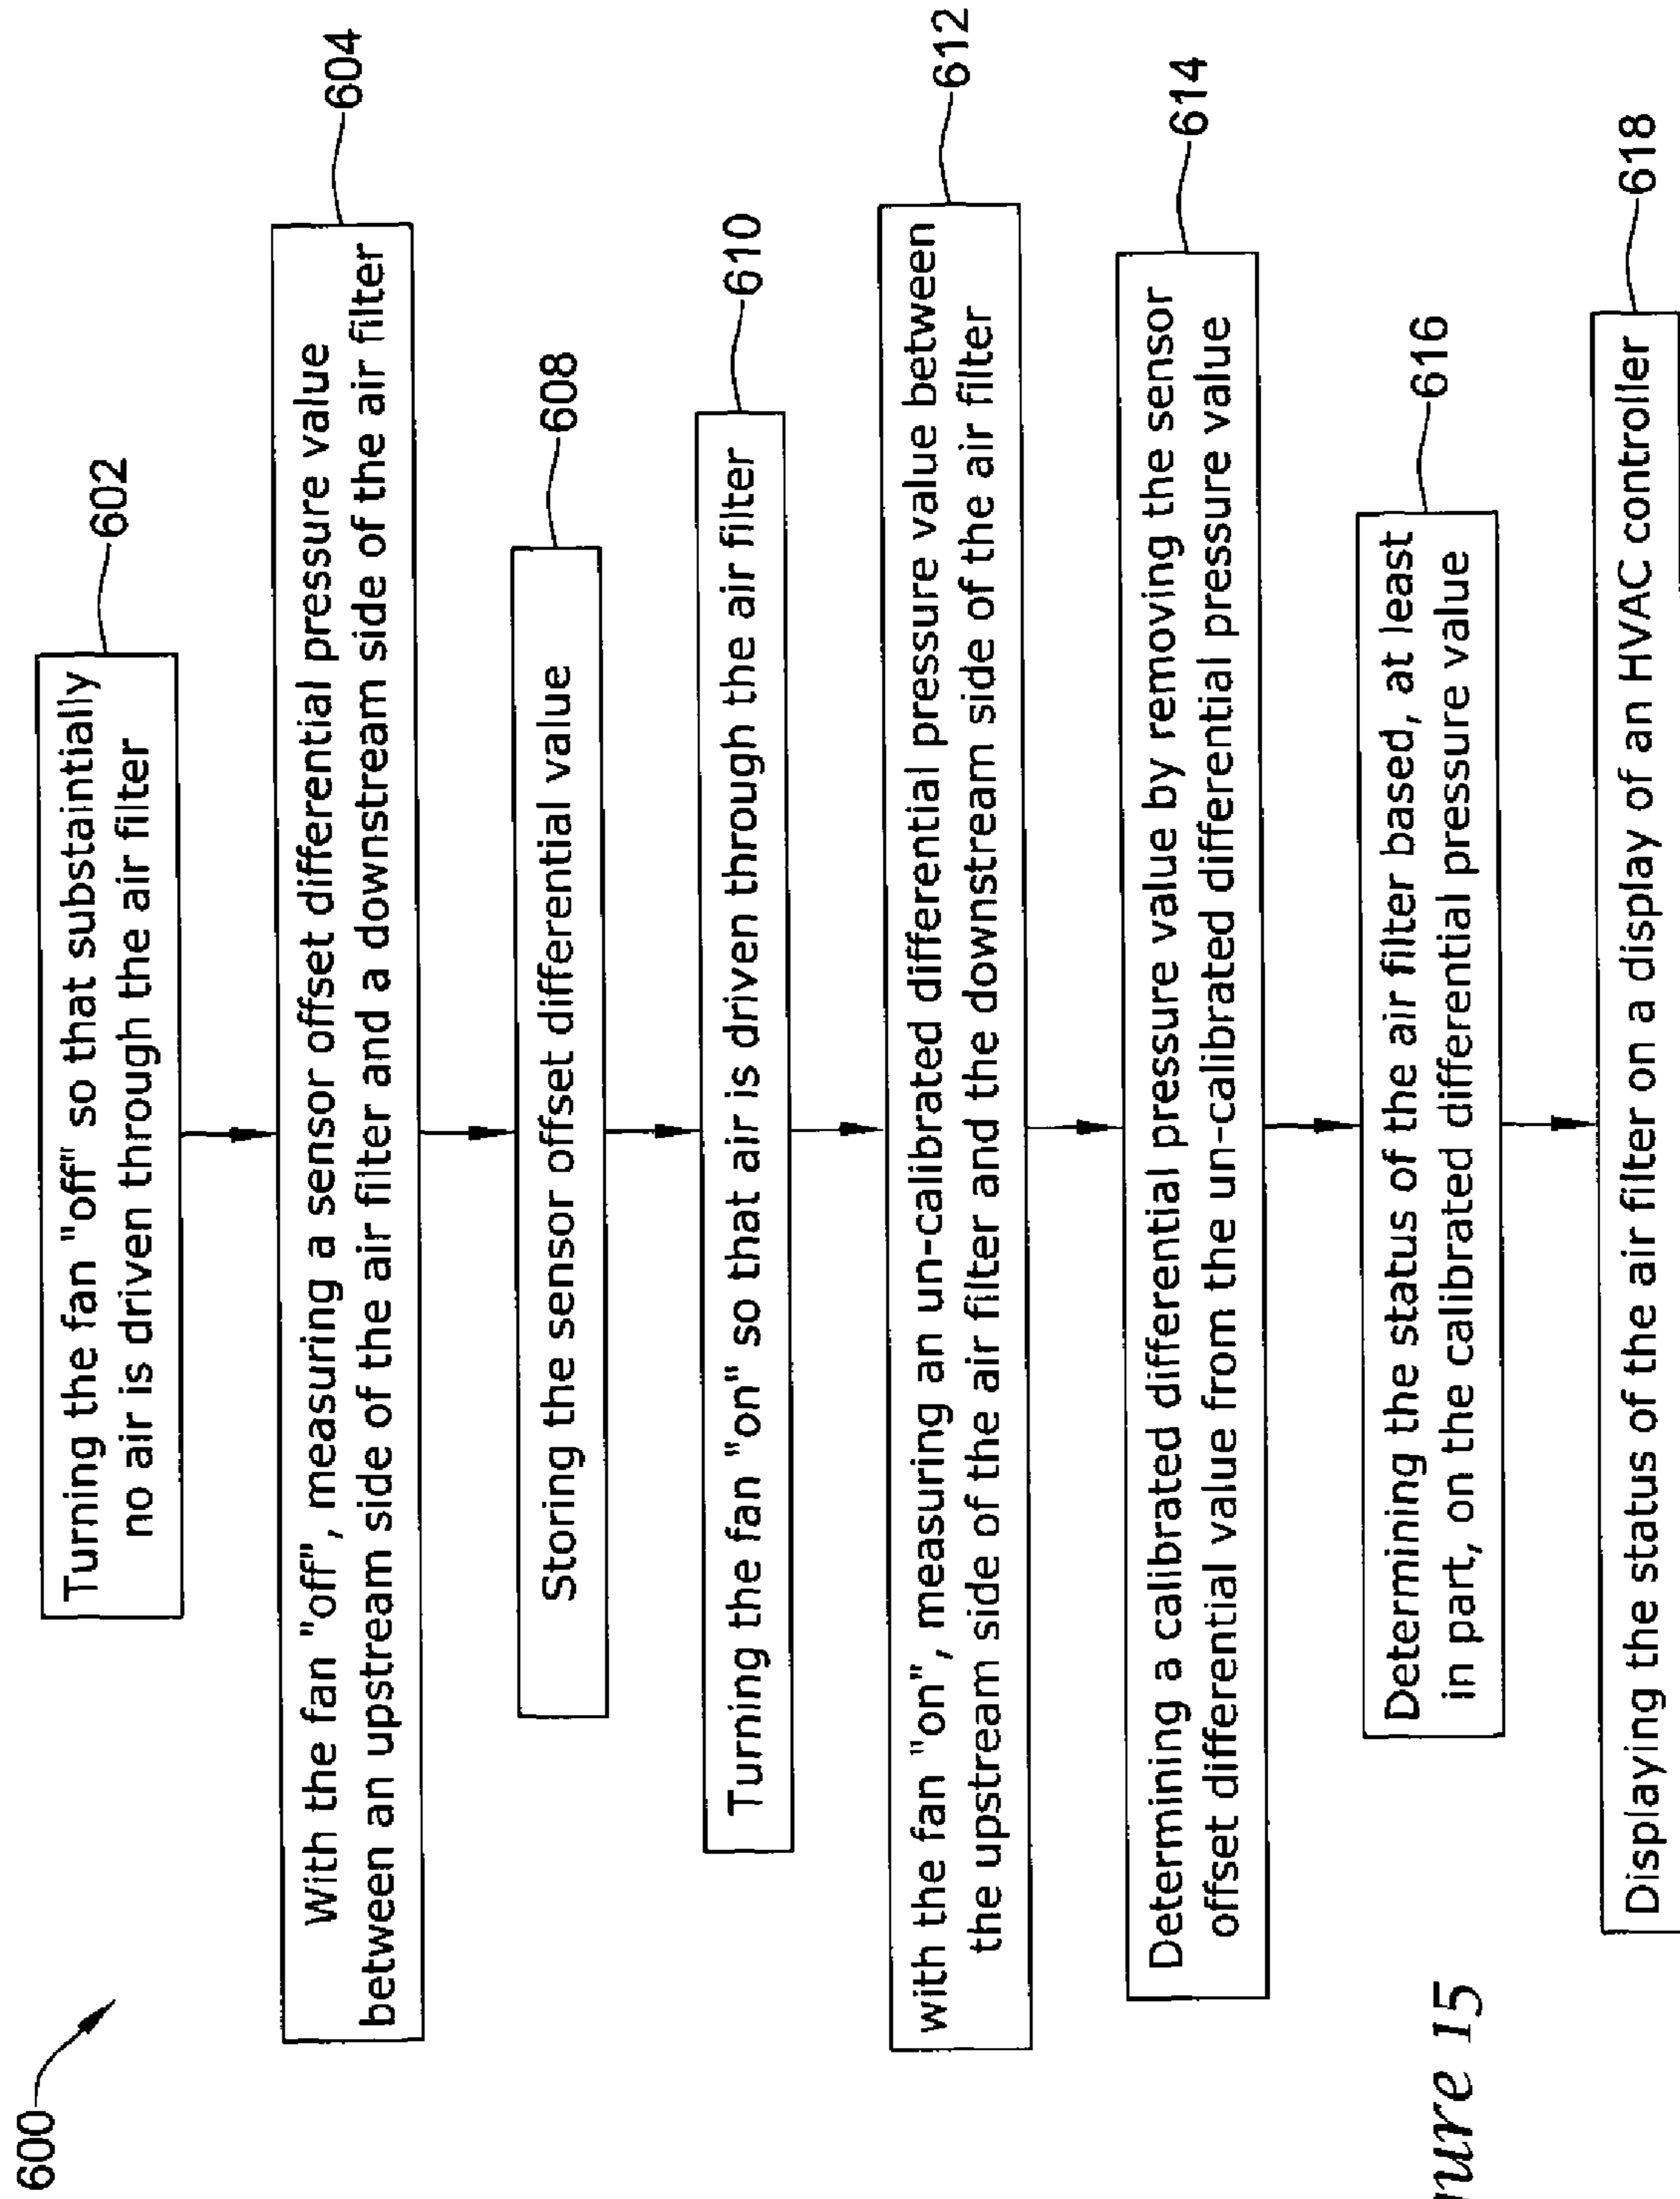 600
Turning the fan "off" so that substaintially
no air is driven through the air filter
602
With the fan "off", measuring a sensor offset differential pressure value
between an upstream side of the air filter and a downstream side of the air filter
604
Storing the sensor offset differential value
608
Turning the fan "on" so that air is driven through the air filter
610
with the fan "on", measuring an un-calibrated differential pressure value between
the upstream side of the air filter and the downstream side of the air filter
612
Determining a calibrated differential pressure value by removing the sensor
offset differential value from the un-calibrated differential pressure value
614
Determining the status of the air filter based, at least
in part, on the calibrated differential pressure value
616
Displaying the status of the air filter on a display of an HVAC controller
618
15